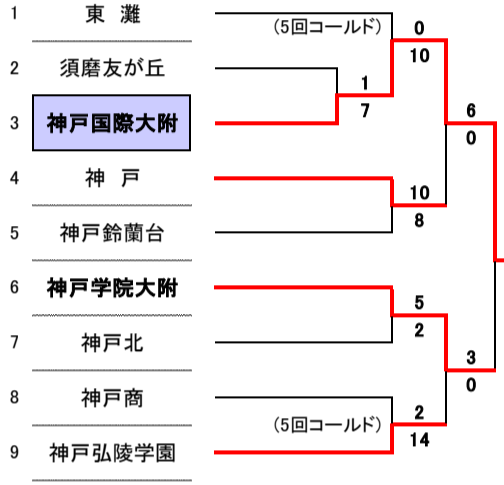 1 東 灘
(5回コールド) 0
10
2 須磨友が丘
1
7
3 神戸国際大附
6
0
4 神 戸
10
8
5 神戸鈴蘭台
6 神戸学院大附
5
2
7 神戸北
3
0
8 神戸商
2
(5回コールド) 14
9 神戸弘陵学園